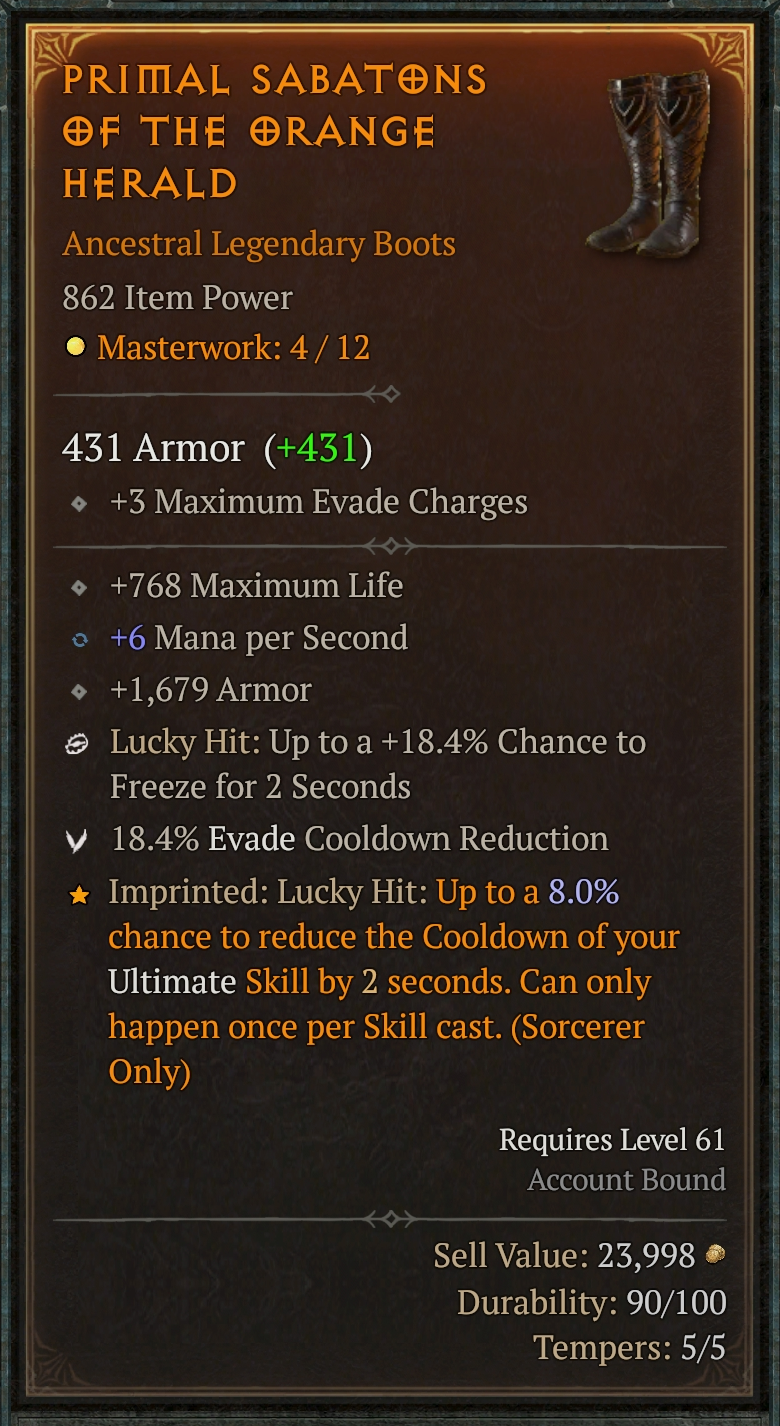 PRIMAL SABATONS
OF THE ORANGE
HERALD
Ancestral Legendary Boots
862 Item Power
Masterwork: 4 / 12
431 Armor (+431)
+3 Maximum Evade Charges
+768 Maximum Life
+6 Mana per Second
+1,679 Armor
Lucky Hit: Up to a +18.4% Chance to
Freeze for 2 Seconds
18.4% Evade Cooldown Reduction
Imprinted: Lucky Hit: Up to a 8.0%
chance to reduce the Cooldown of your
Ultimate Skill by 2 seconds. Can only
happen once per Skill cast. (Sorcerer
Only)
Requires Level 61
Account Bound
Sell Value: 23,998
Durability: 90/100
Tempers: 5/5